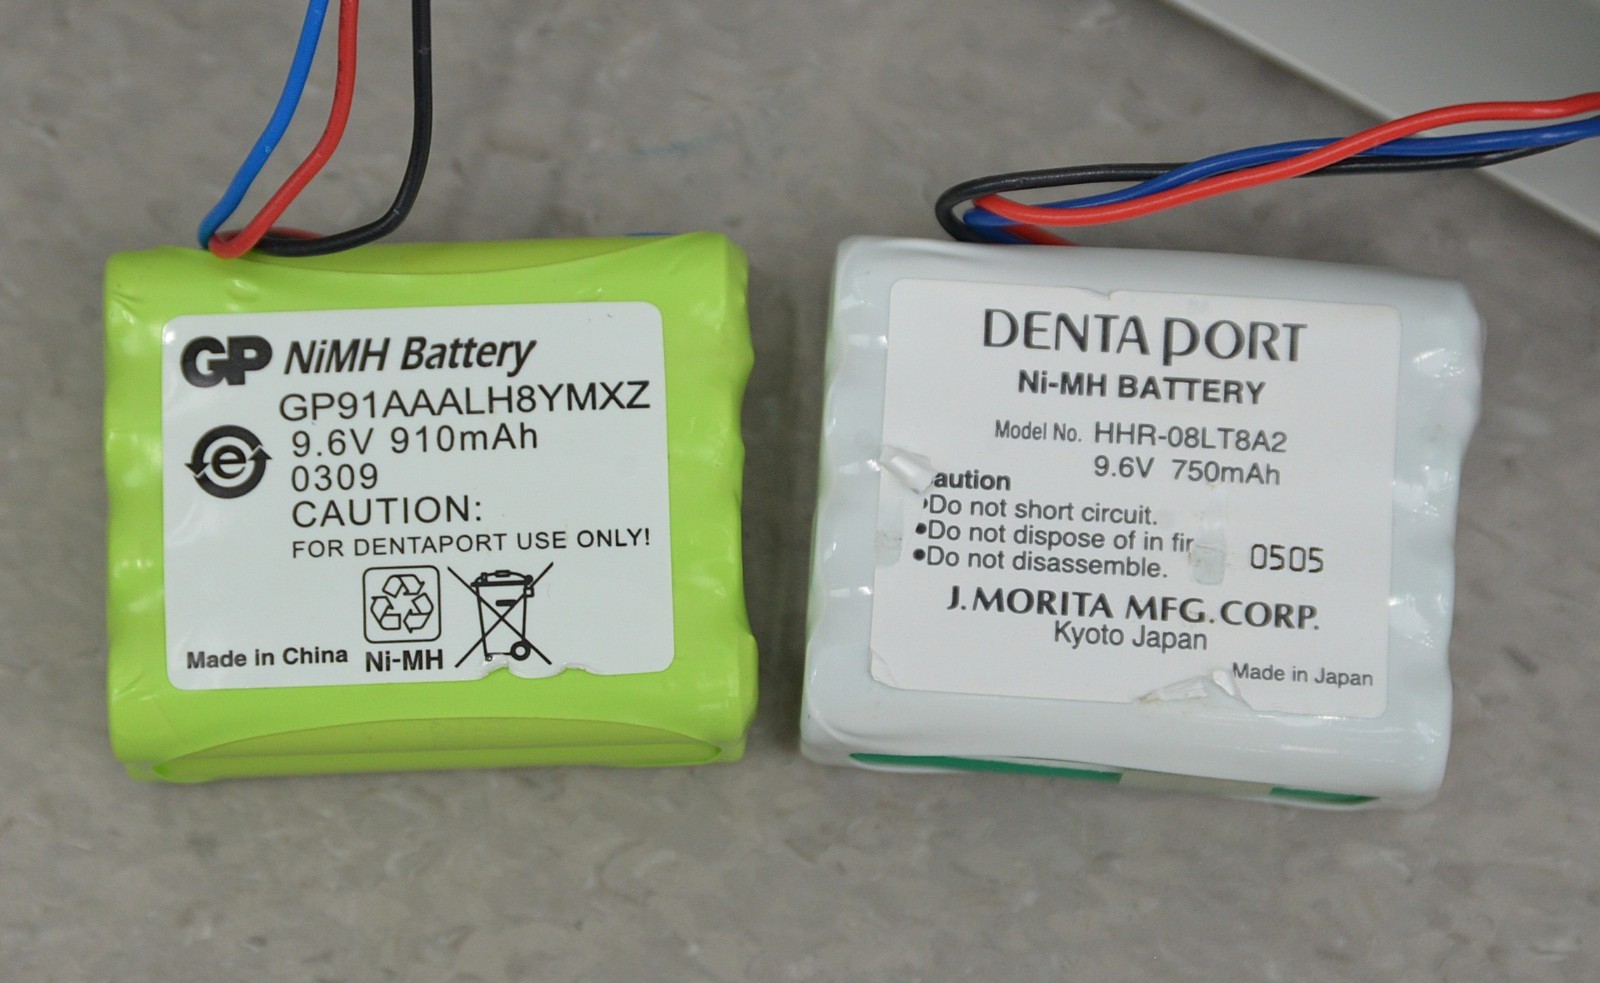 GP NiMH Battery
GP91AAALH8YMXZ
e
9.6V 910mAh
0309
CAUTION:
FOR DENTAPORT USE ONLY!
Made in China
Ni-MH
DENTA PORT
Ni-MH BATTERY
Model No. HHR-08LT8A2
9.6V 750mAh
aution
•Do not short circuit.
•Do not dispose of in fir
•Do not disassemble.
0505
J. MORITA MFG. CORP.
Kyoto Japan
Made in Japan